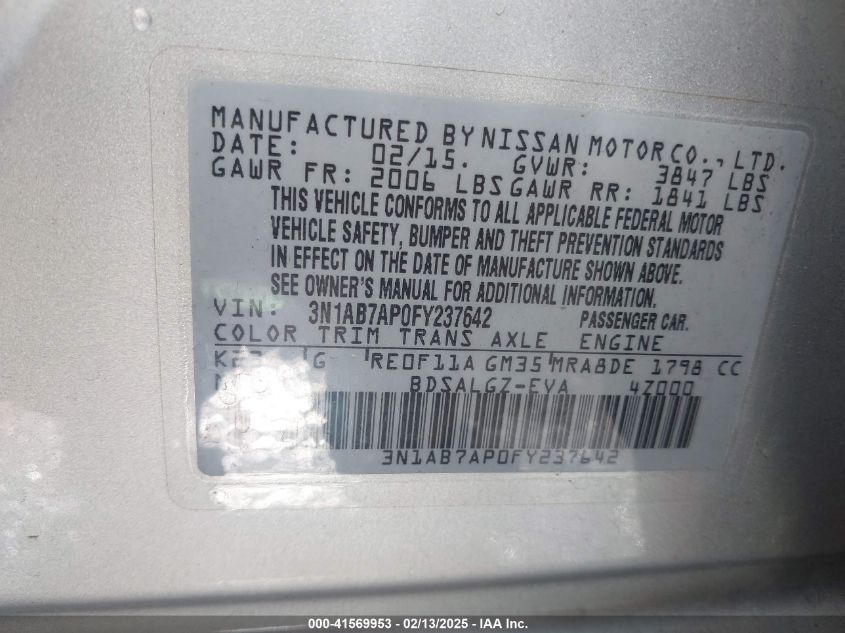 MANUFACTURED BY NISSAN MOTOR CO., LTD.
DATE: 02/15. GVWR: 3847 LBS
GAWR FR: 2006 LBS GAWR RR: 1841 LBS
THIS VEHICLE CONFORMS TO ALL APPLICABLE FEDERAL MOTOR
VEHICLE SAFETY, BUMPER AND THEFT PREVENTION STANDARDS
IN EFFECT ON THE DATE OF MANUFACTURE SHOWN ABOVE.
SEE OWNER'S MANUAL FOR ADDITIONAL INFORMATION.
VIN: 3N1AB7AP0FY237642 PASSENGER CAR.
COLOR TRIM TRANS AXLE ENGINE
K23 G RE0F11A GM35 MRA8DE 1798 CC
BDSALGZ-EVA 4Z000
3N1AB7AP0FY237642
000-41569953 - 02/13/2025 - IAA Inc.